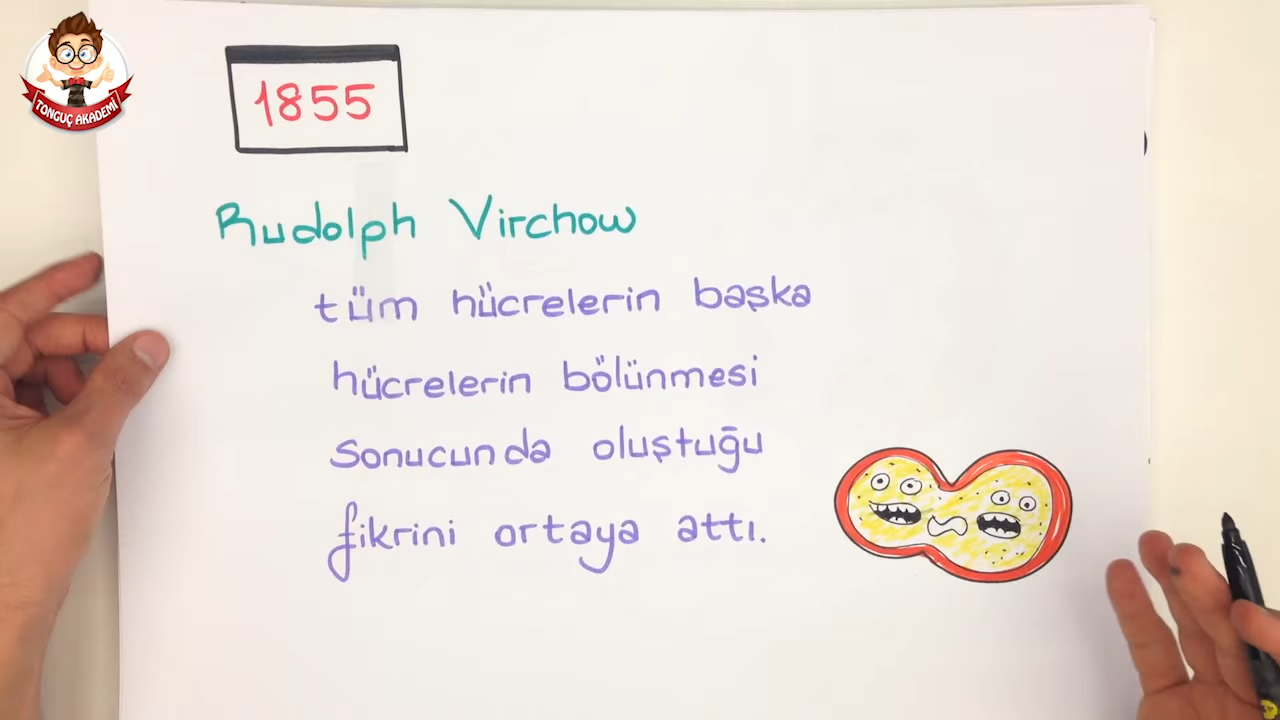 TONGUÇ AKADEMİ
1855
Rudolph Virchow
tüm hücrelerin başka
hücrelerin bölünmesi
sonucunda oluştuğu
fikrini ortaya attı.